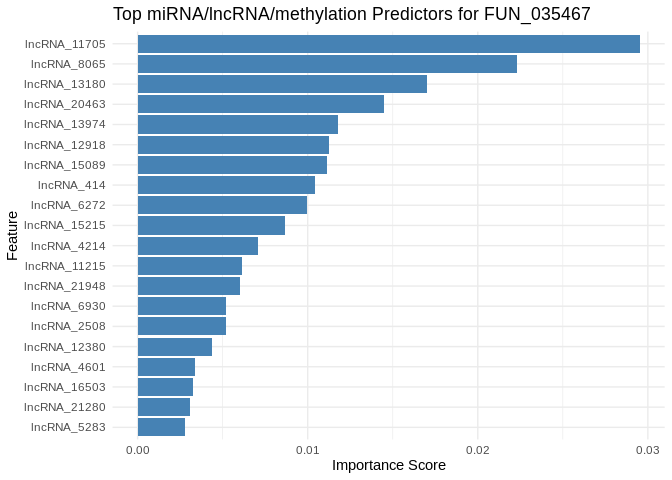 Top miRNA/lncRNA/methylation Predictors for FUN_035467
lncRNA_11705
lncRNA_8065
lncRNA_13180
lncRNA_20463
lncRNA_13974
lncRNA_12918
lncRNA_15089
lncRNA_414
lncRNA_6272
lncRNA_15215
lncRNA_4214
lncRNA_11215
lncRNA_21948
lncRNA_6930
lncRNA_2508
lncRNA_12380
lncRNA_4601
lncRNA_16503
lncRNA_21280
lncRNA_5283
Feature
0.00 0.01 0.02 0.03
Importance Score